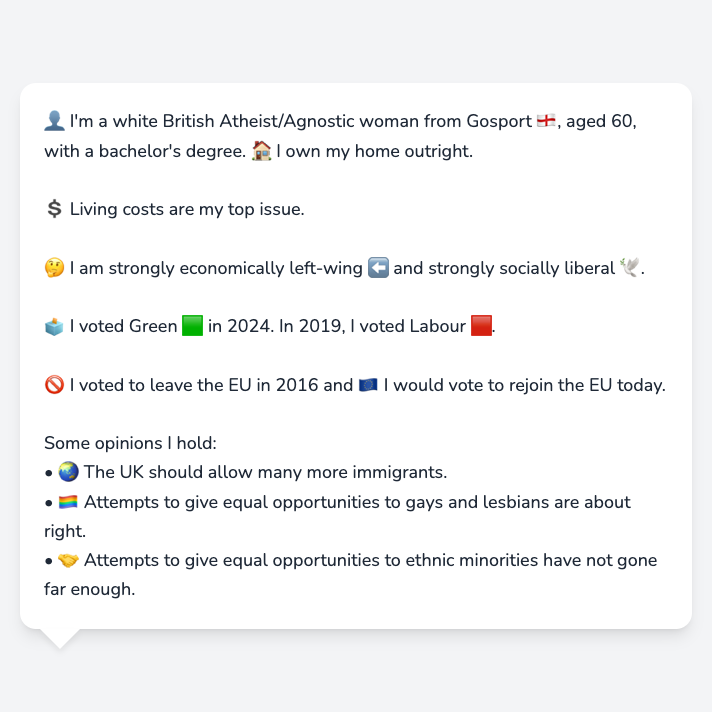 👤 I'm a white British Atheist/Agnostic woman from Gosport 🏴󠁧󠁢󠁥󠁮󠁧󠁿, aged 60,
with a bachelor's degree. 🏠 I own my home outright.
💲 Living costs are my top issue.
🤔 I am strongly economically left-wing ⬅️ and strongly socially liberal 🕊️.
🗳️ I voted Green 🟩 in 2024. In 2019, I voted Labour 🟥.
🚫 I voted to leave the EU in 2016 and 🇪🇺 I would vote to rejoin the EU today.
Some opinions I hold:
• 🌏 The UK should allow many more immigrants.
• 🏳️‍🌈 Attempts to give equal opportunities to gays and lesbians are about
right.
• 🤝 Attempts to give equal opportunities to ethnic minorities have not gone
far enough.